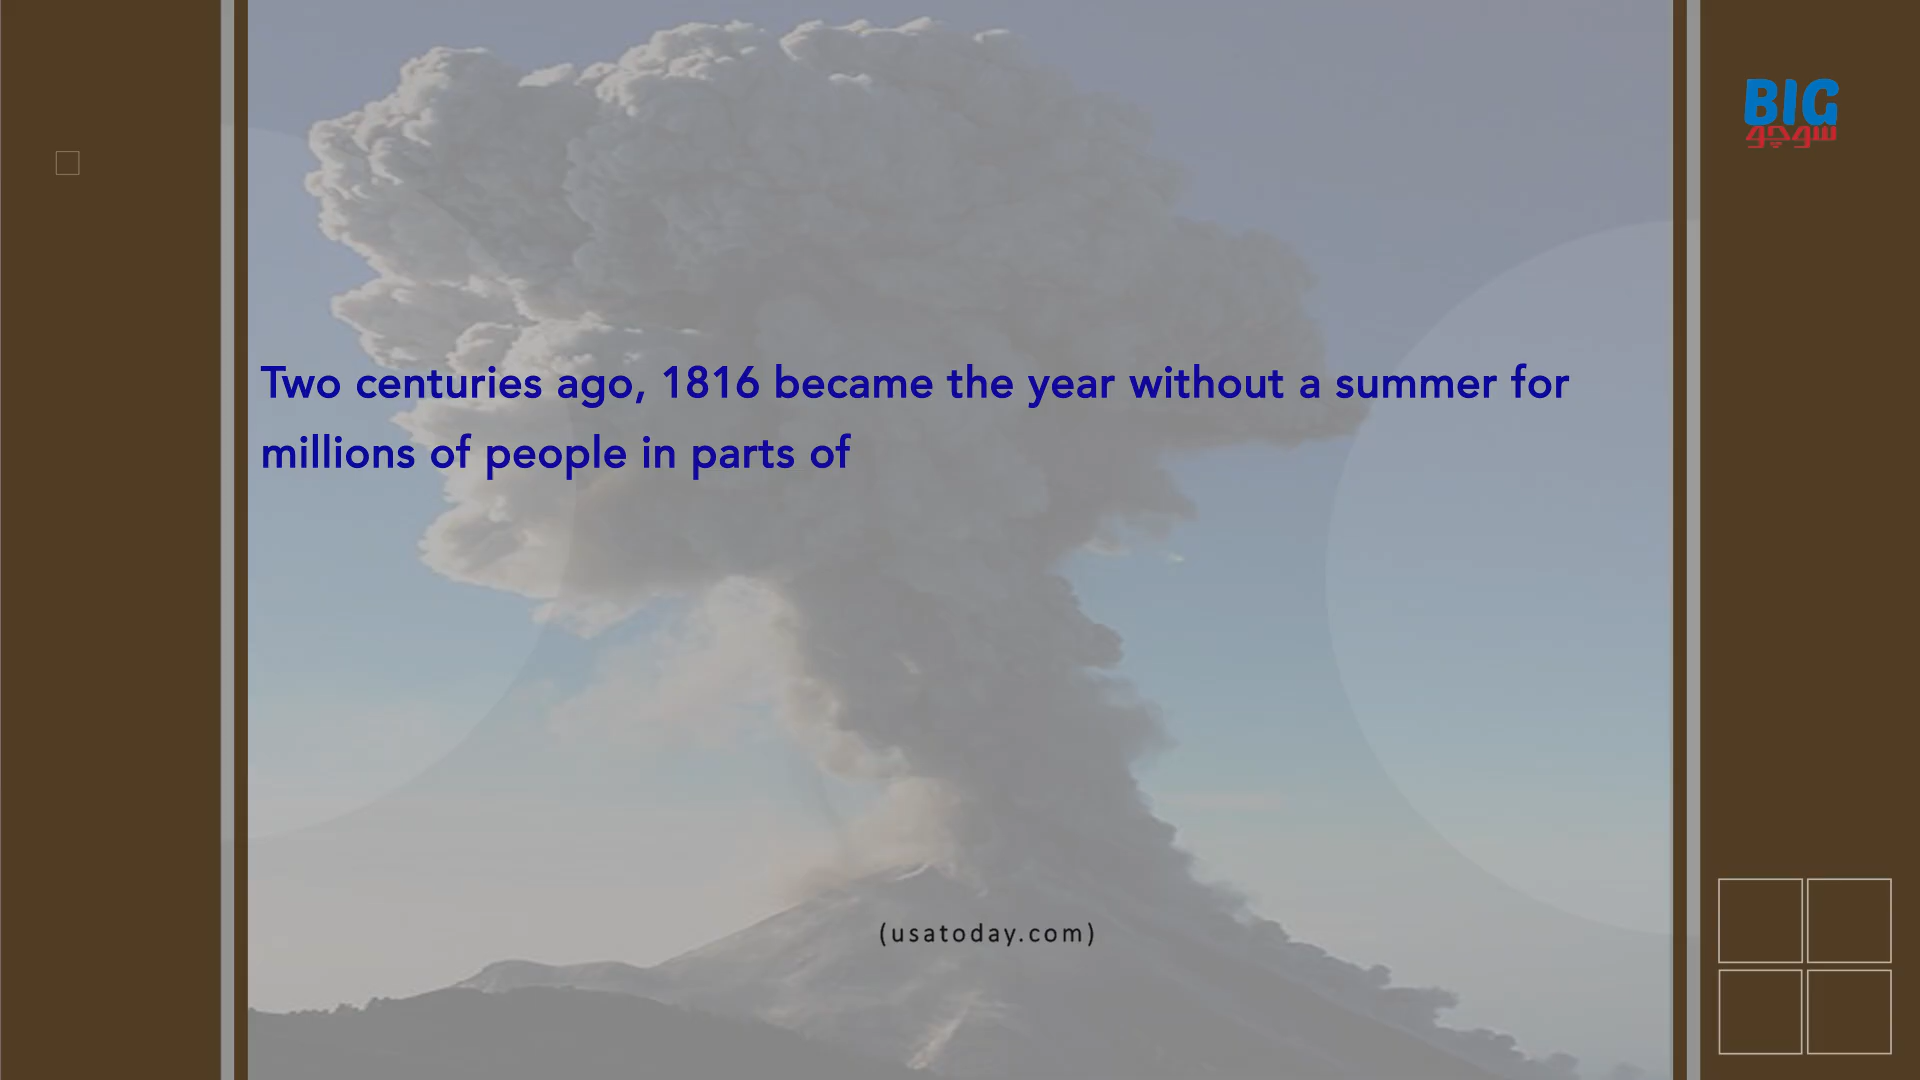 BIG
سوچو
Two centuries ago, 1816 became the year without a summer for
millions of people in parts of
(usatoday.com)